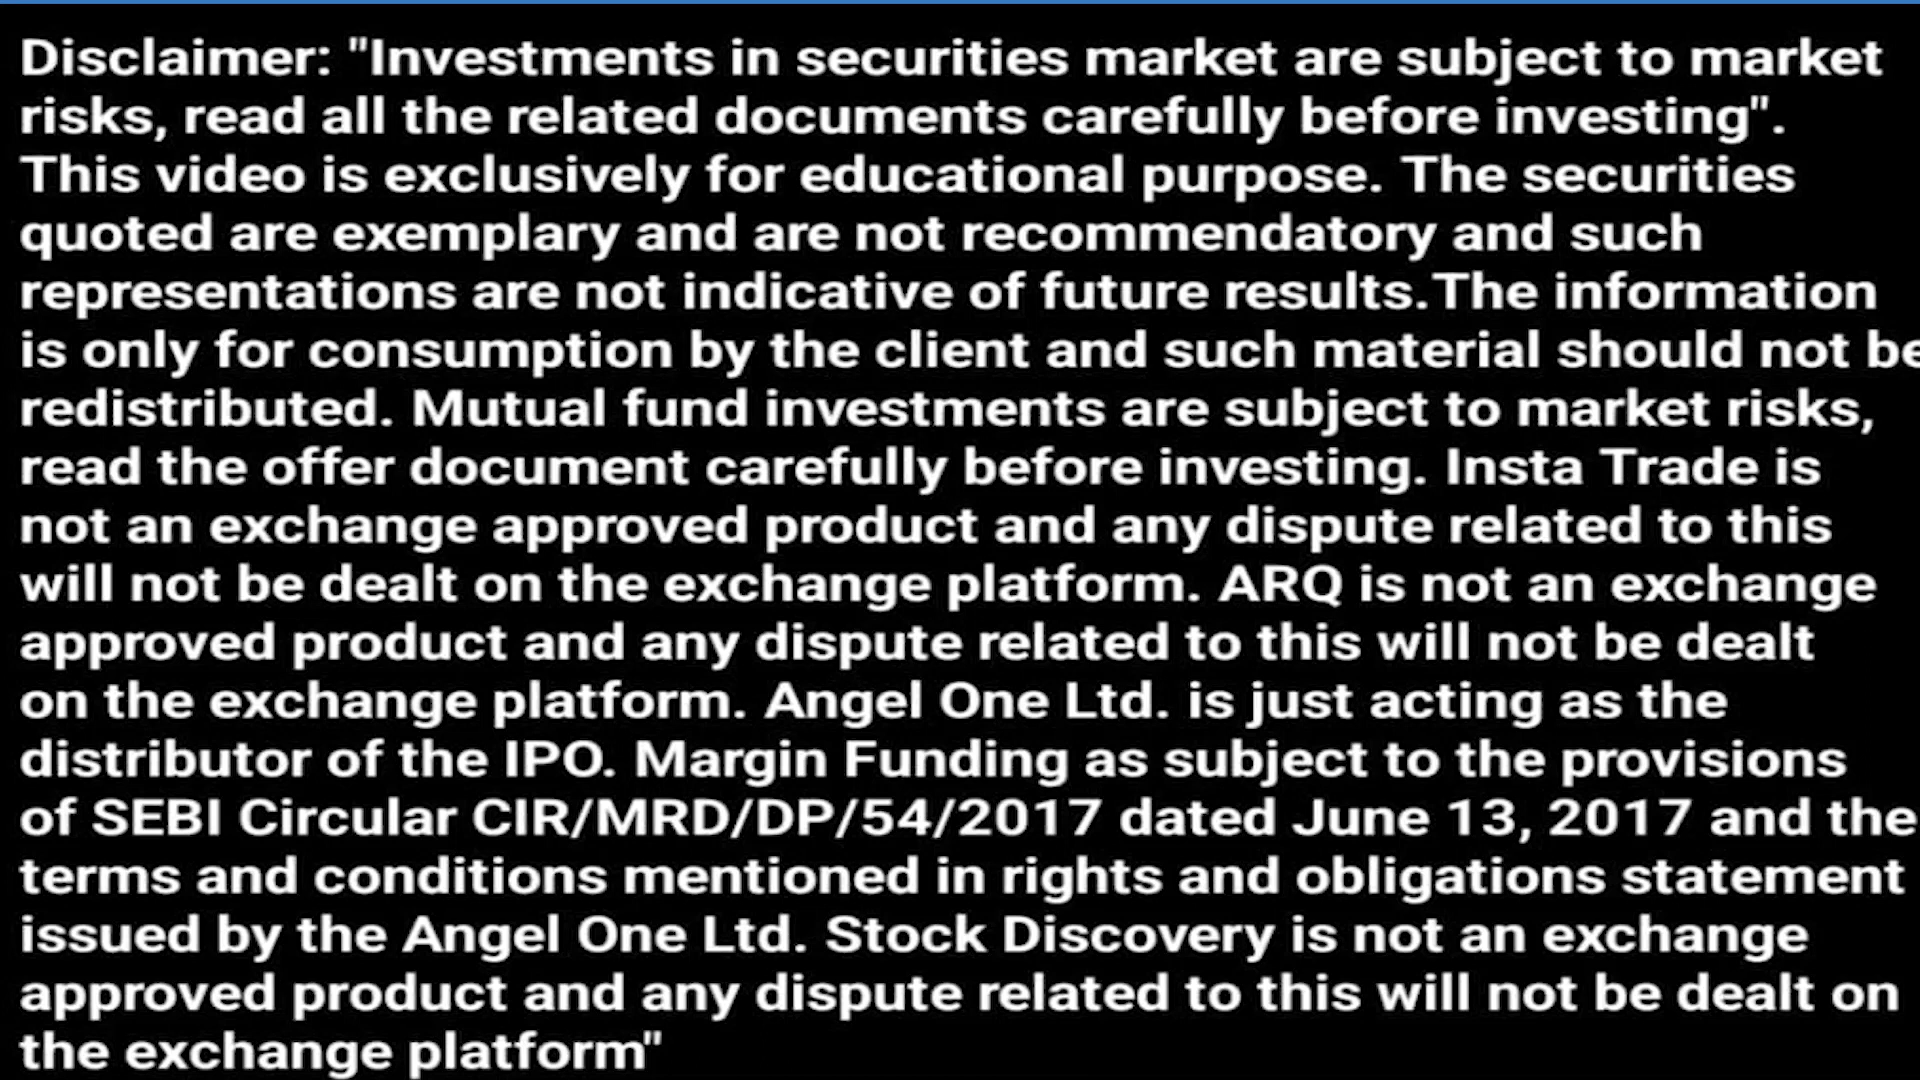 Disclaimer: "Investments in securities market are subject to market
risks, read all the related documents carefully before investing".
This video is exclusively for educational purpose. The securities
quoted are exemplary and are not recommendatory and such
representations are not indicative of future results.The information
is only for consumption by the client and such material should not be
redistributed. Mutual fund investments are subject to market risks,
read the offer document carefully before investing. Insta Trade is
not an exchange approved product and any dispute related to this
will not be dealt on the exchange platform. ARQ is not an exchange
approved product and any dispute related to this will not be dealt
on the exchange platform. Angel One Ltd. is just acting as the
distributor of the IPO. Margin Funding as subject to the provisions
of SEBI Circular CIR/MRD/DP/54/2017 dated June 13, 2017 and the
terms and conditions mentioned in rights and obligations statement
issued by the Angel One Ltd. Stock Discovery is not an exchange
approved product and any dispute related to this will not be dealt on
the exchange platform"